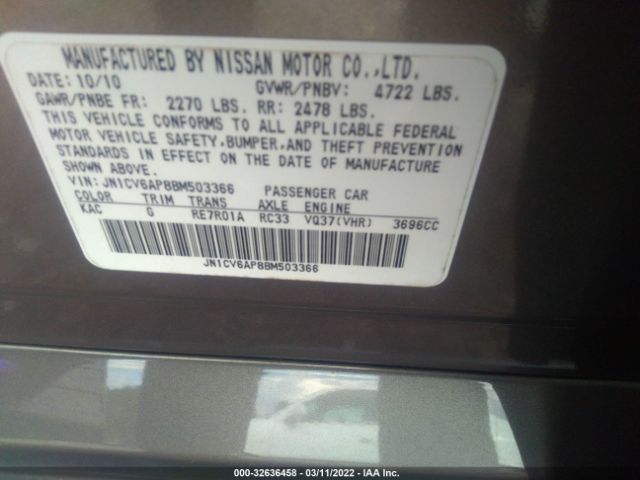 MANUFACTURED BY NISSAN MOTOR CO.,LTD.
DATE: 10/10 GVWR/PNBV: 4722 LBS.
GAWR/PNBE FR: 2270 LBS. RR: 2478 LBS.
THIS VEHICLE CONFORMS TO ALL APPLICABLE FEDERAL
MOTOR VEHICLE SAFETY,BUMPER,AND THEFT PREVENTION
STANDARDS IN EFFECT ON THE DATE OF MANUFACTURE
SHOWN ABOVE.
VIN: JN1CV6AP8BM503366 PASSENGER CAR
COLOR TRIM TRANS AXLE ENGINE
KAC G RE7R01A RC33 VQ37(VHR) 3696CC
JN1CV6AP8BM503366
000-32636458 - 03/11/2022 - IAA Inc.